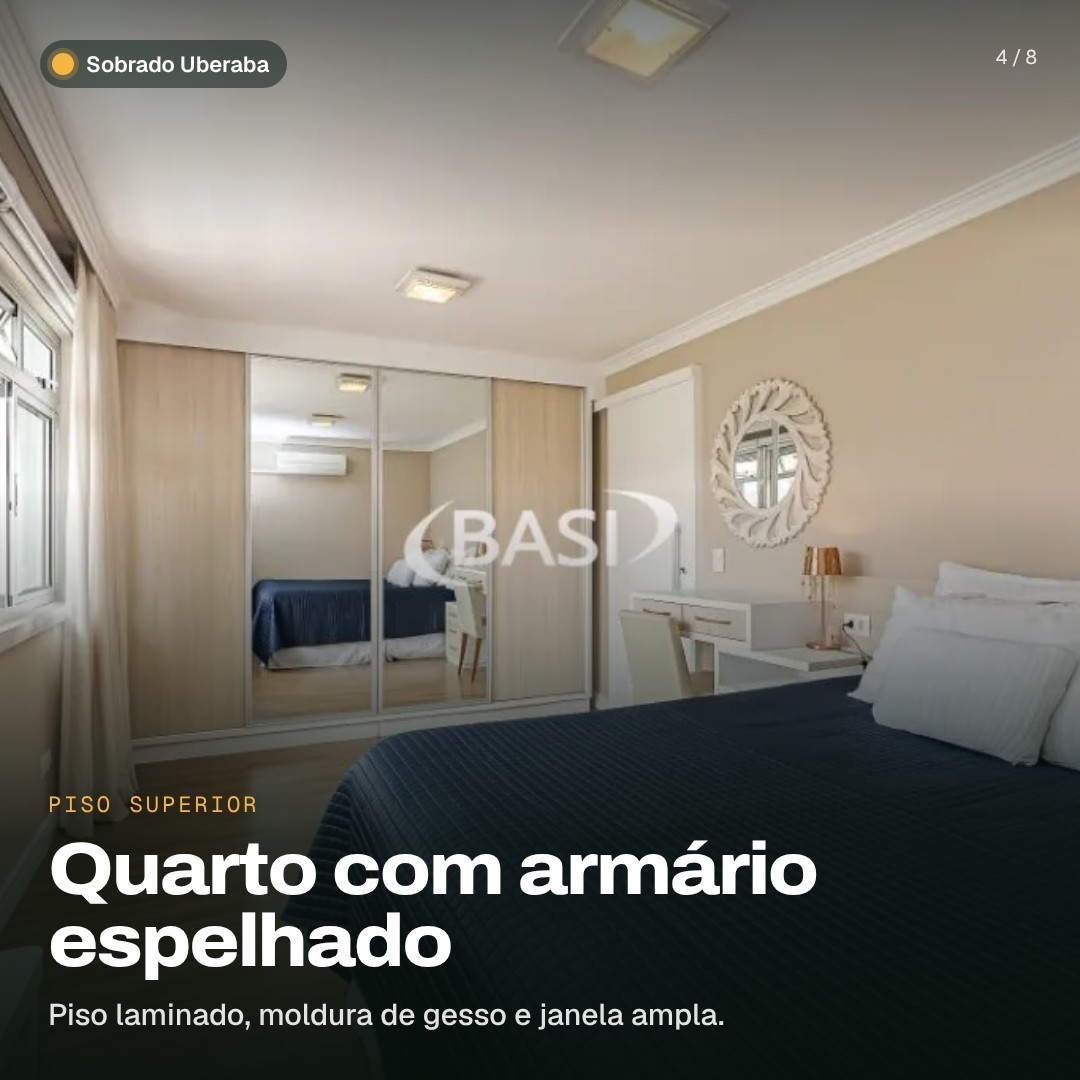 Sobrado Uberaba
4 / 8
BASI
PISO SUPERIOR
Quarto com armário
espelhado
Piso laminado, moldura de gesso e janela ampla.